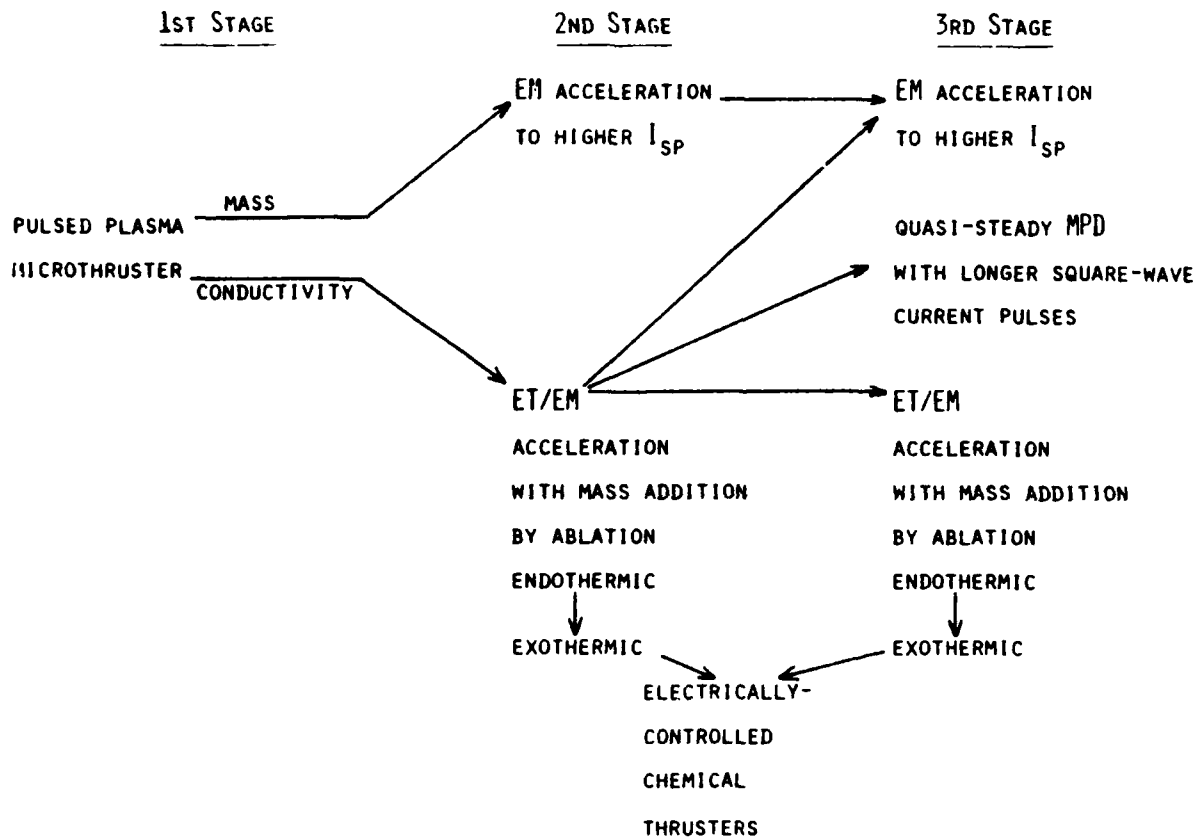 1ST STAGE
2ND STAGE
3RD STAGE
EM ACCELERATION
TO HIGHER I_SP
EM ACCELERATION
TO HIGHER I_SP
MASS
PULSED PLASMA
MICROTHRUSTER
CONDUCTIVITY
QUASI-STEADY MPD
WITH LONGER SQUARE-WAVE
CURRENT PULSES
ET/EM
ACCELERATION
WITH MASS ADDITION
BY ABLATION
ENDOTHERMIC
EXOTHERMIC
ET/EM
ACCELERATION
WITH MASS ADDITION
BY ABLATION
ENDOTHERMIC
EXOTHERMIC
ELECTRICALLY-
CONTROLLED
CHEMICAL
THRUSTERS